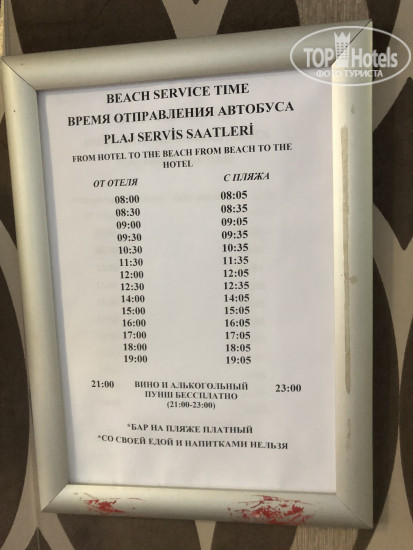 TOPHotels
ФОТО ТУРИСТА
BEACH SERVICE TIME
ВРЕМЯ ОТПРАВЛЕНИЯ АВТОБУСА
PLAJ SERVİS SAATLERİ
FROM HOTEL TO THE BEACH FROM BEACH TO THE
HOTEL
ОТ ОТЕЛЯ С ПЛЯЖА
08:00 08:05
08:30 08:35
09:00 09:05
09:30 09:35
10:30 10:35
11:30 11:35
12:00 12:05
12:30 12:35
14:00 14:05
15:00 15:05
16:00 16:05
17:00 17:05
18:00 18:05
19:00 19:05
21:00 ВИНО И АЛЬКОГОЛЬНЫЙ 23:00
ПУНШ БЕССПЛАТНО
(21:00-23:00)
*БАР НА ПЛЯЖЕ ПЛАТНЫЙ
*СО СВОЕЙ ЕДОЙ И НАПИТКАМИ НЕЛЬЗЯ